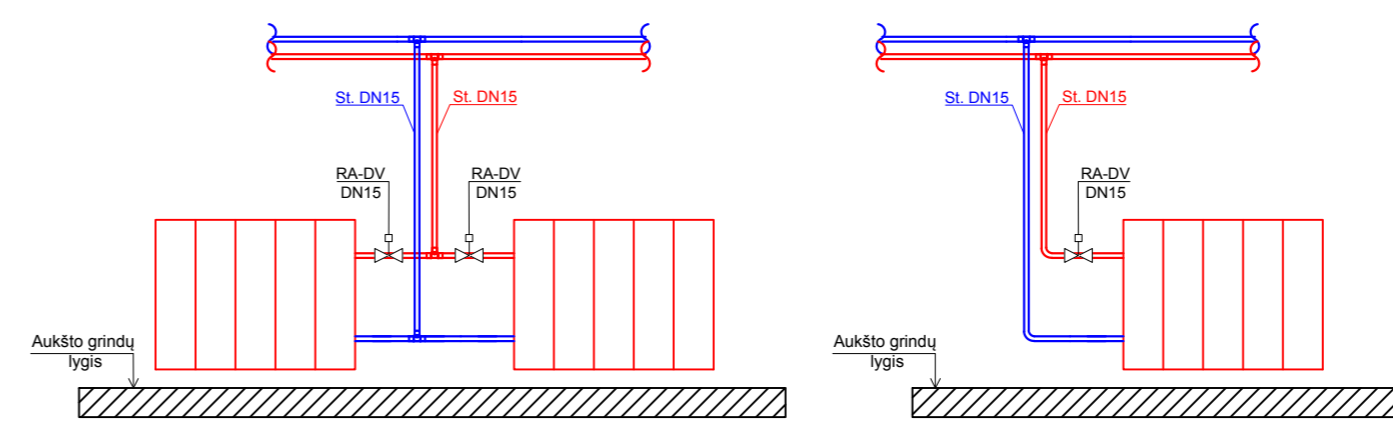 St. DN15
St. DN15
RA-DV
DN15
RA-DV
DN15
Aukšto grindų
lygis
St. DN15
St. DN15
RA-DV
DN15
Aukšto grindų
lygis